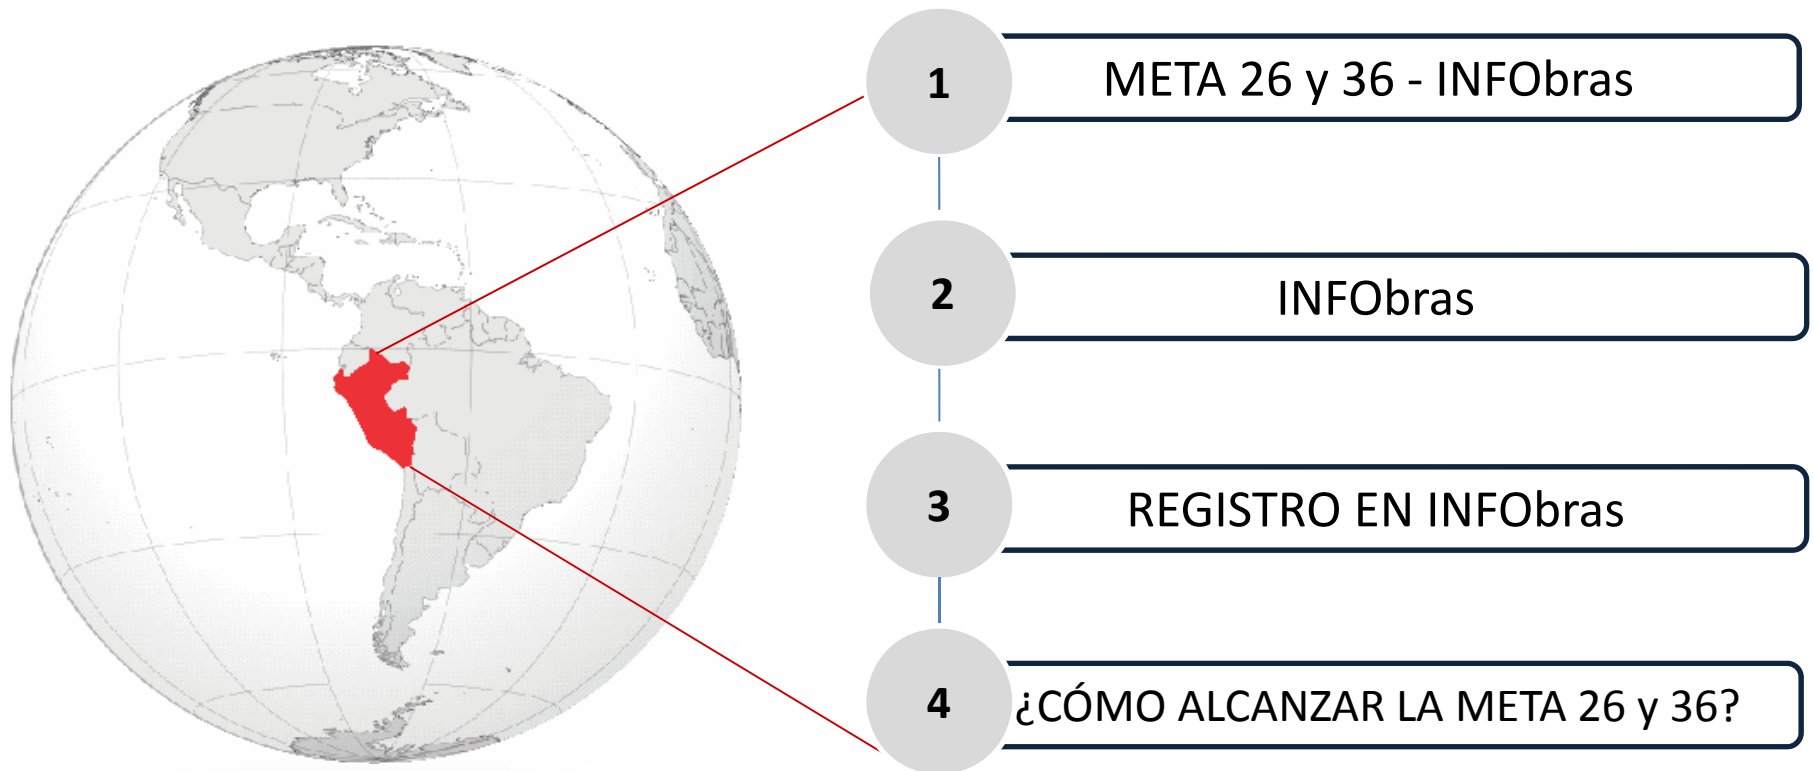 1
META 26 y 36 - INFObras
2
INFObras
3
REGISTRO EN INFObras
4
¿CÓMO ALCANZAR LA META 26 y 36?